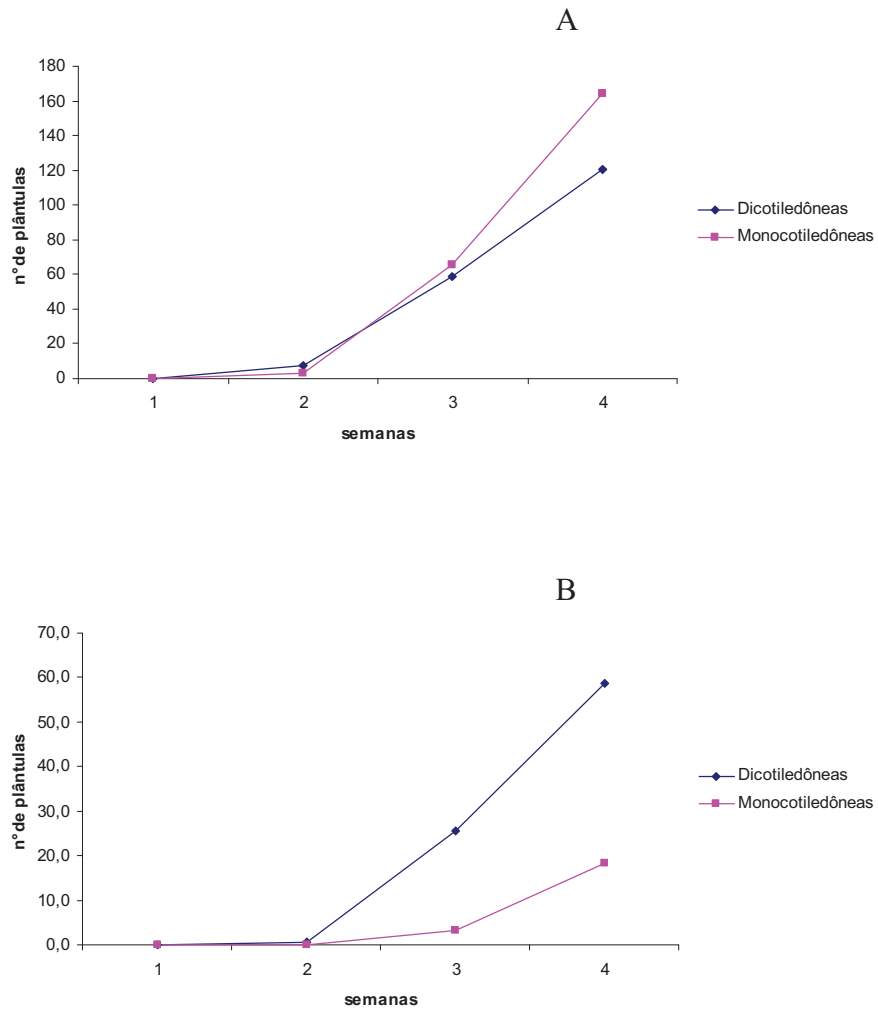 A
180
160
140
120
100
80
60
40
20
0
n° de plântulas
1 2 3 4
semanas
Dicotiledôneas
Monocotiledôneas
B
70,0
60,0
50,0
40,0
30,0
20,0
10,0
0,0
n° de plântulas
1 2 3 4
semanas
Dicotiledôneas
Monocotiledôneas